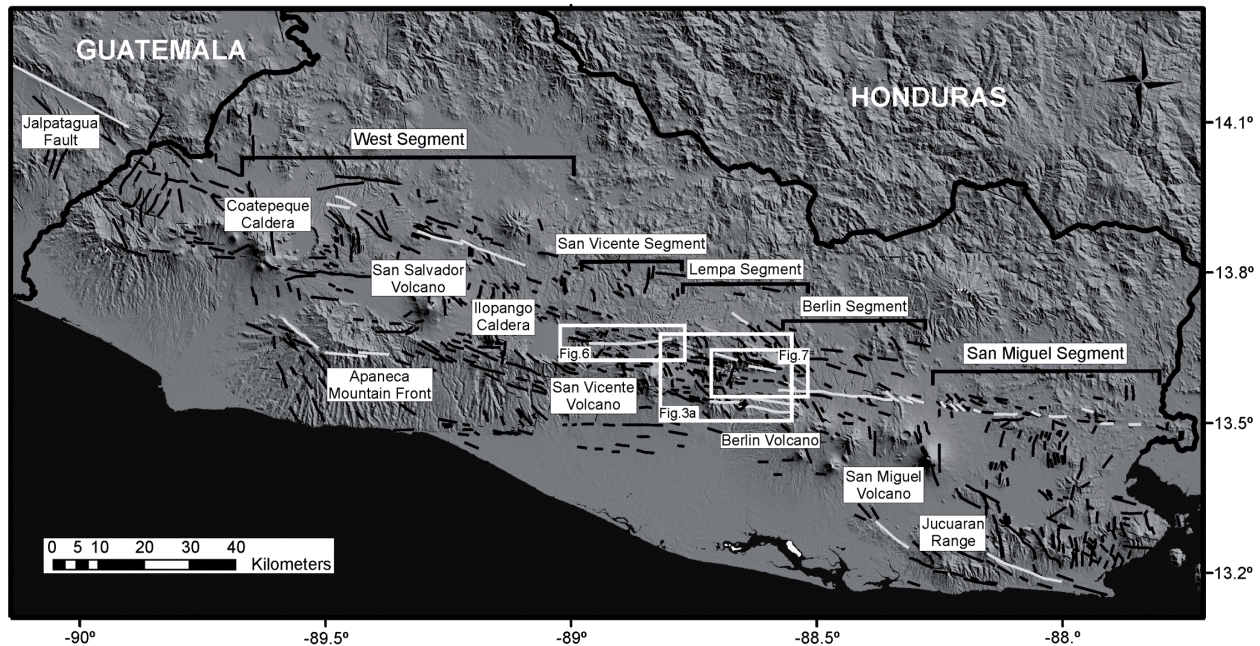 GUATEMALA
HONDURAS
Jalpatagua
Fault
14.1º
West Segment
Coatepeque
Caldera
San Vicente Segment
San Salvador
Volcano
Lempa Segment
13.8º
Ilopango
Caldera
Berlin Segment
San Miguel Segment
Fig.6
Fig.7
Apaneca
Mountain Front
San Vicente
Volcano
Fig.3a
13.5º
Berlin Volcano
San Miguel
Volcano
Jucuaran
Range
0 5 10 20 30 40
Kilometers
13.2º
-90º -89.5º -89º -88.5º -88.º